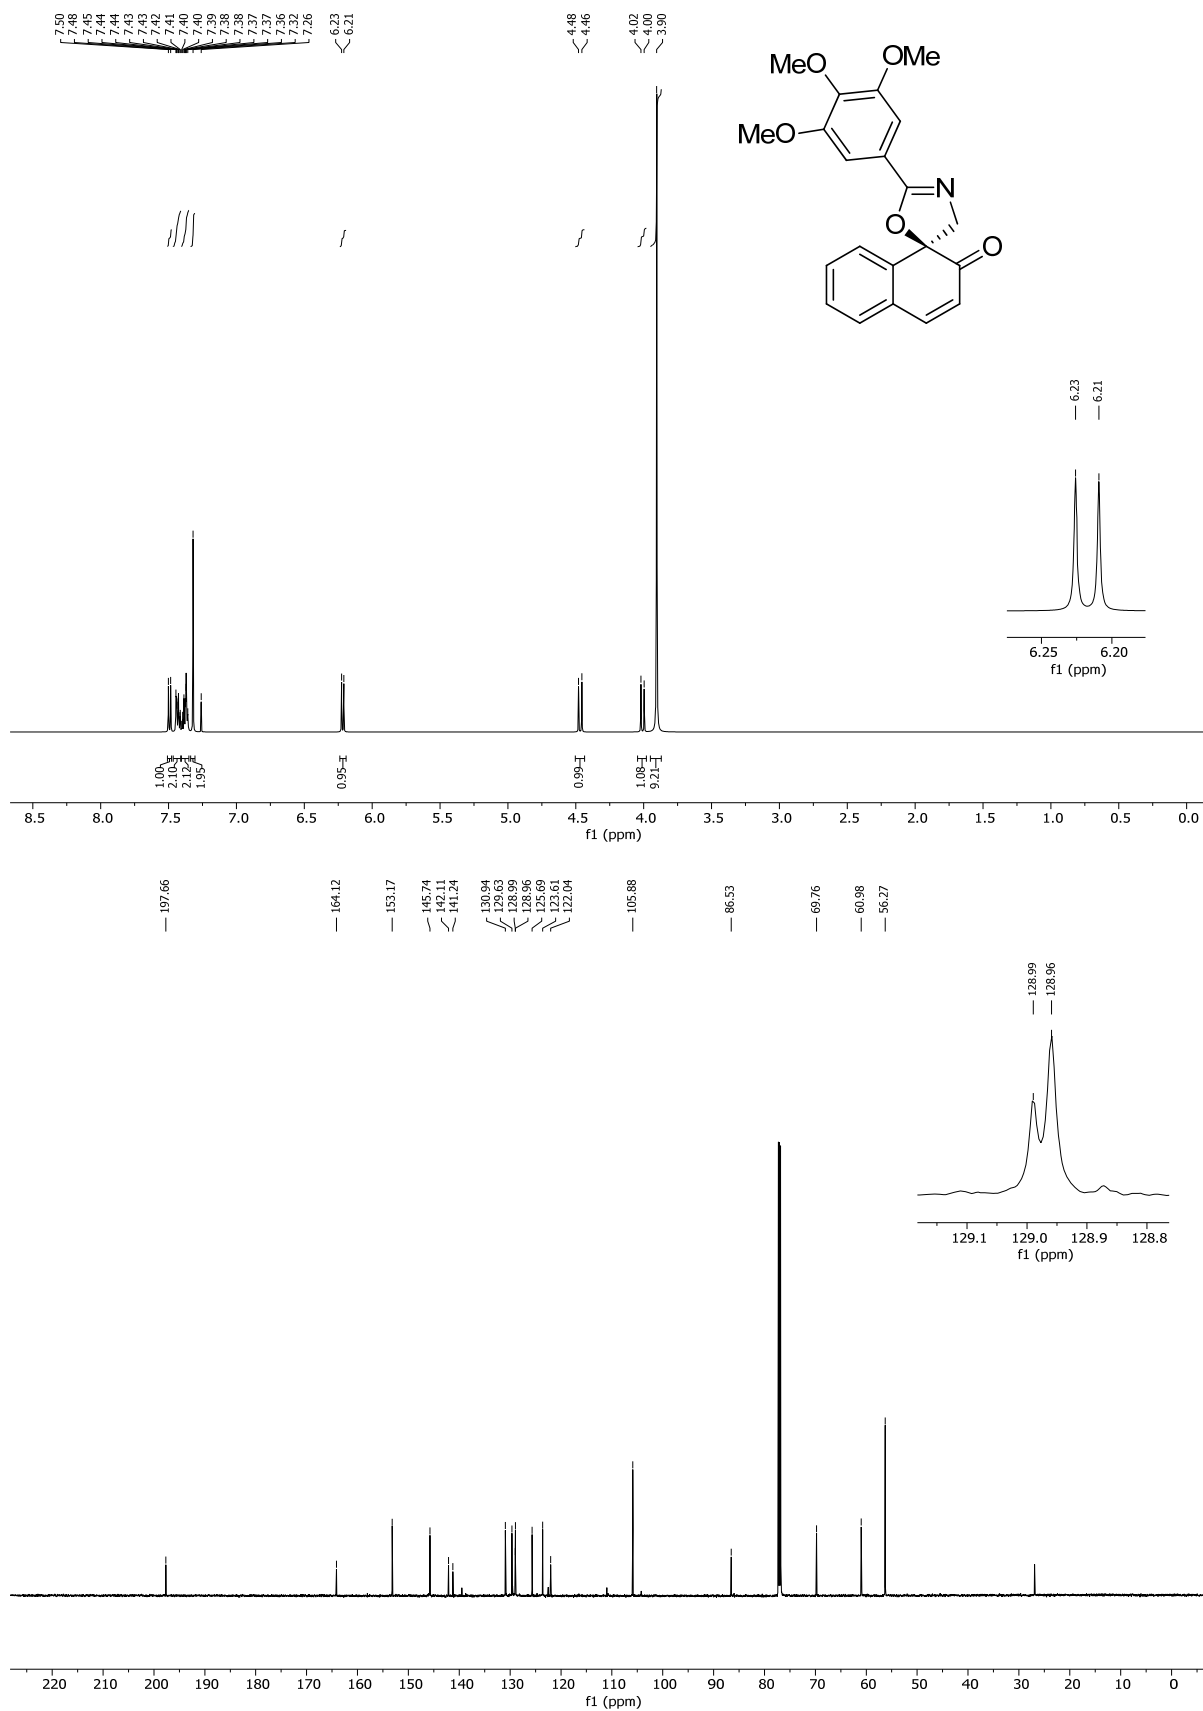 7.50 7.48 7.45 7.44 7.44 7.43 7.43 7.42 7.41 7.40 7.40 7.39 7.38 7.38 7.37 7.37 7.36 7.32 7.26 6.23 6.21 4.48 4.46 4.02 4.00 3.90
MeO OMe
MeO
N
O
O
6.23 6.21
6.25 6.20
f1 (ppm)
1.00 2.10 2.12 1.95 0.95 0.99 1.08 9.21
8.5 8.0 7.5 7.0 6.5 6.0 5.5 5.0 4.5 4.0 3.5 3.0 2.5 2.0 1.5 1.0 0.5 0.0
f1 (ppm)
197.66 164.12 153.17 145.74 142.11 141.24 130.94 129.63 128.99 128.96 125.69 123.61 122.04 105.88 86.53 69.76 60.98 56.27
128.99 128.96
129.1 129.0 128.9 128.8
f1 (ppm)
220 210 200 190 180 170 160 150 140 130 120 110 100 90 80 70 60 50 40 30 20 10 0
f1 (ppm)